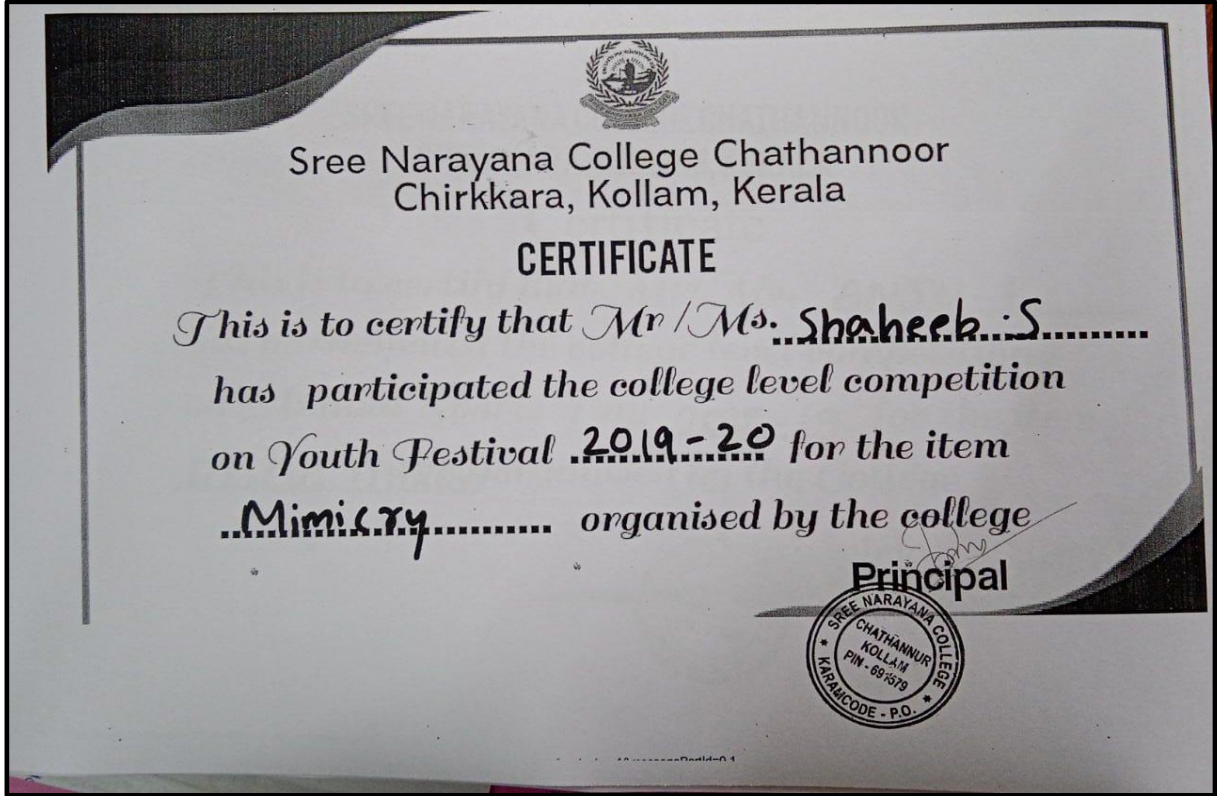 Sree Narayana College Chathannoor
Chirkkara, Kollam, Kerala
CERTIFICATE
This is to certify that Mr / Ms. Shaheeb. S
has participated the college level competition
on Youth Festival 2019-20 for the item
Mimicry organised by the college
Principal
SREE NARAYANA COLLEGE
CHATHANNUR
KOLLAM
PIN - 691579
KARAMCODE - P.O.